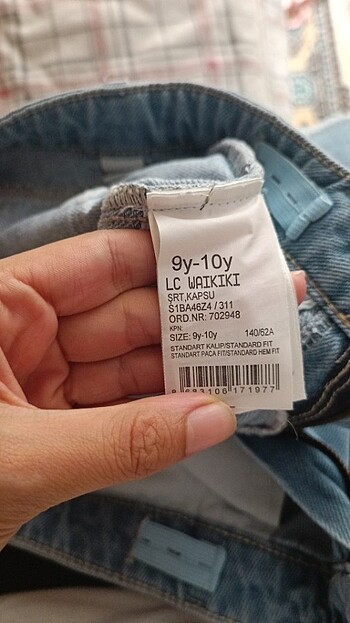 9y-10y
LC WAIKIKI
ŞRT,KAPSU
S1BA46Z4 / 311
ORD.NR: 702948
KPN:
SIZE: 9y-10y 140/62A
STANDART KALIP/STANDARD FIT
STANDART PAÇA FIT/STANDARD HEM FIT